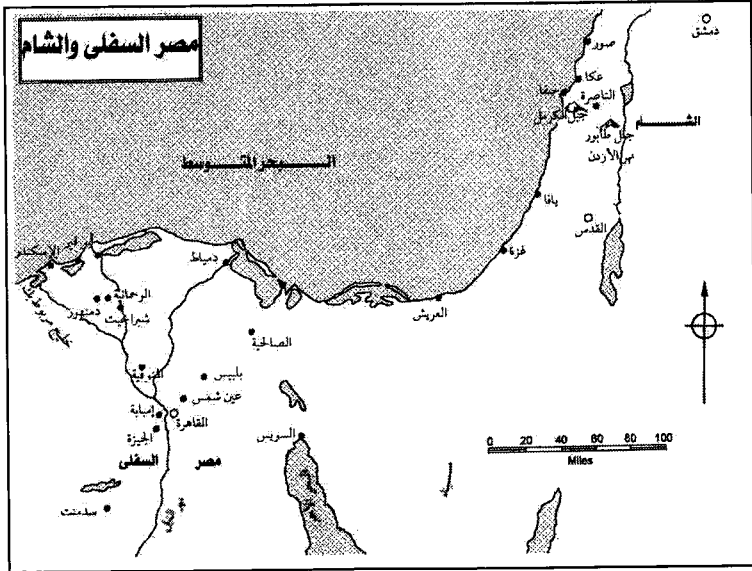 مصر السفلى والشام
دمشق
صور
عكا
حيفا
الناصرة
جبل الكرمل
جبل طابور
الشـــــام
نهر الأردن
البحر المتوسط
يافا
القدس
غزة
دمياط
العريش
الرحمانية
دمنهور
شبراخيت
الصالحية
المنوفية
بلبيس
عين شمس
إمبابة
القاهرة
الجيزة
السويس
مصر
السفلى
سدمنت
0 20 40 60 80 100
Miles